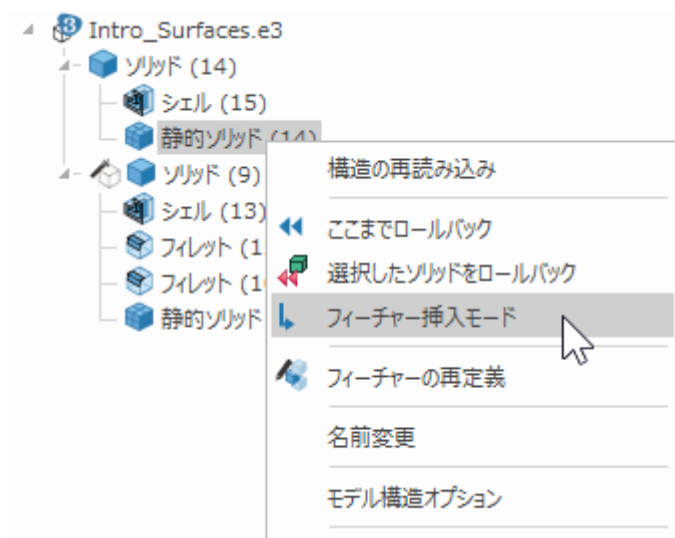 Intro_Surfaces.e3
ソリッド (14)
シェル (15)
静的ソリッド (14)
ソリッド (9)
シェル (13)
フィレット (1
フィレット (1
静的ソリッド
構造の再読み込み
ここまでロールバック
選択したソリッドをロールバック
フィーチャー挿入モード
フィーチャーの再定義
名前変更
モデル構造オプション